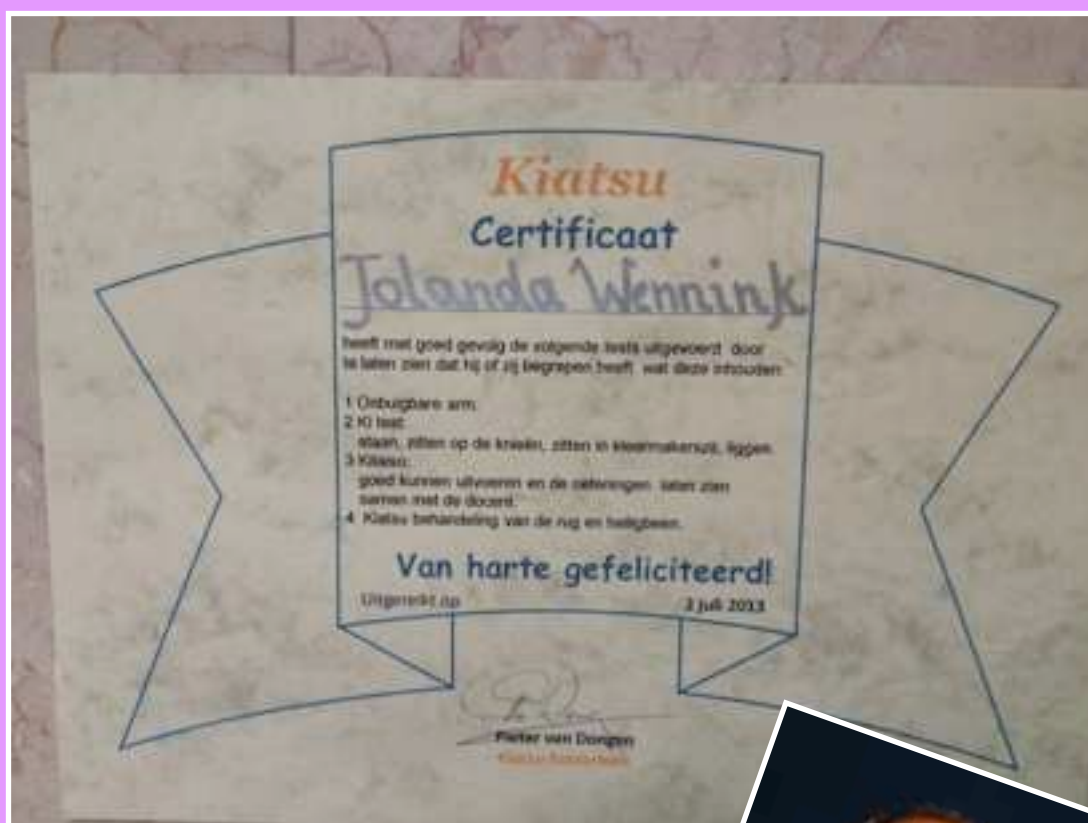 Kiatsu
Certificaat
Jolanda Wennink
heeft met goed gevolg de volgende tests uitgevoerd door
te laten zien dat hij of zij begrepen heeft wat deze inhouden:
1 Onbuigbare arm.
2 Ki test:
staan, zitten op de knieën, zitten in kleermakerszit, liggen.
3
goed kunnen uitvoeren en de oefeningen laten zien
samen met de docent.
4 Kiatsu behandeling van de rug en heiligbeen.
Van harte gefeliciteerd!
Uitgereikt op 3 juli 2013
Pieter van Dongen